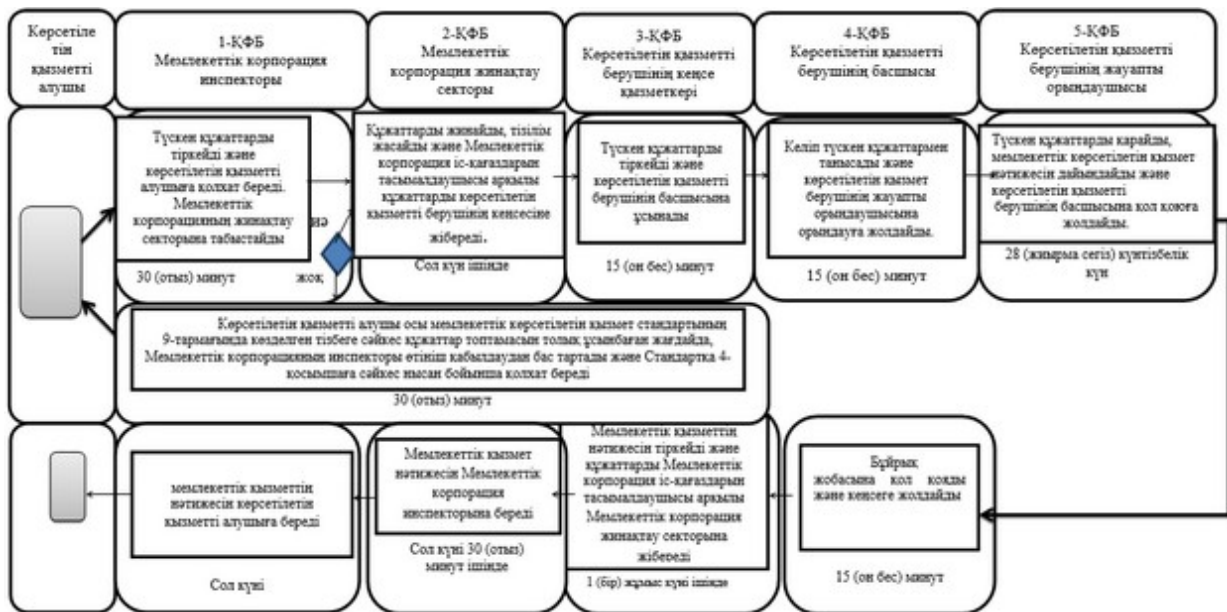 Көрсетіле
тін
қызметті
алушы
1-ҚФБ
Мемлекеттік корпорация
инспекторы
2-ҚФБ
Мемлекеттік
корпорация жинақтау
секторы
3-ҚФБ
Көрсетілетін қызметті
берушінің кеңсе
қызметкері
4-ҚФБ
Көрсетілетін қызметті
берушінің басшысы
5-ҚФБ
Көрсетілетін қызметті
берушінің жауапты
орындаушысы
Түскен құжаттарды
тіркейді және
көрсетілетін қызметті
алушыға қолхат береді.
Мемлекеттік
корпорацияның жинақтау
секторына табыстайды
30 (отыз) минут
иә
жоқ
Құжаттарды жинайды, тізілім
жасайды және Мемлекеттік
корпорация іс-қағаздарын
тасымалдаушысы арқылы
құжаттарды көрсетілетін
қызметті берушінің кеңсесіне
жібереді.
Сол күн ішінде
Түскен құжаттарды
тіркейді және
көрсетілетін қызметті
берушінің басшысына
ұсынады
15 (он бес) минут
Келіп түскен құжаттармен
танысады және
көрсетілетін қызмет
берушінің жауапты
орындаушысына
орындауға жолдайды.
15 (он бес) минут
Түскен құжаттарды қарайды,
мемлекеттік көрсетілетін қызмет
нәтижесін дайындайды және
көрсетілетін қызметті
берушінің басшысына қол қоюға
жолдайды.
28 (жиырма сегіз) күнтізбелік
күн
Көрсетілетін қызметті алушы осы мемлекеттік көрсетілетін қызмет стандартының
9-тармағында көзделген тізбеге сәйкес құжаттар топтамасын толық ұсынбаған жағдайда,
Мемлекеттік корпорацияның инспекторы өтініш қабылдаудан бас тартады және Стандартқа 4-
қосымшаға сәйкес нысан бойынша қолхат береді
30 (отыз) минут
мемлекеттік қызметтің
нәтижесін көрсетілетін
қызметті алушыға береді
Сол күні
Мемлекеттік қызмет
нәтижесін Мемлекеттік
корпорация
инспекторына береді
Сол күні 30 (отыз)
минут ішінде
Мемлекеттік қызметтің
нәтижесін тіркейді және
құжаттарды Мемлекеттік
корпорация іс-қағаздарын
тасымалдаушысы арқылы
Мемлекеттік корпорация
жинақтау секторына
жібереді
1 (бір) жұмыс күні ішінде
Бұйрық
жобасына қол қояды
және кеңсеге жолдайды
15 (он бес) минут